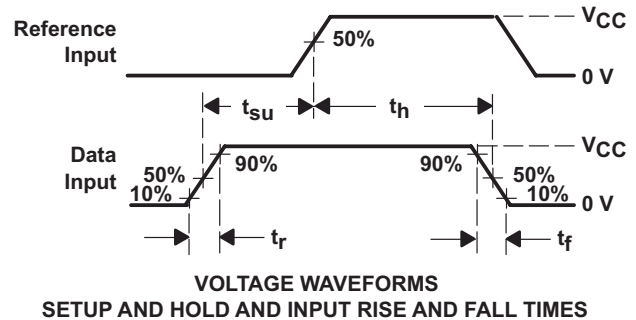 Reference
Input
50%
VCC
0 V
tsu
th
Data
Input
50%
10%
90%
90%
VCC
50%
10%
0 V
tr
tf
VOLTAGE WAVEFORMS
SETUP AND HOLD AND INPUT RISE AND FALL TIMES